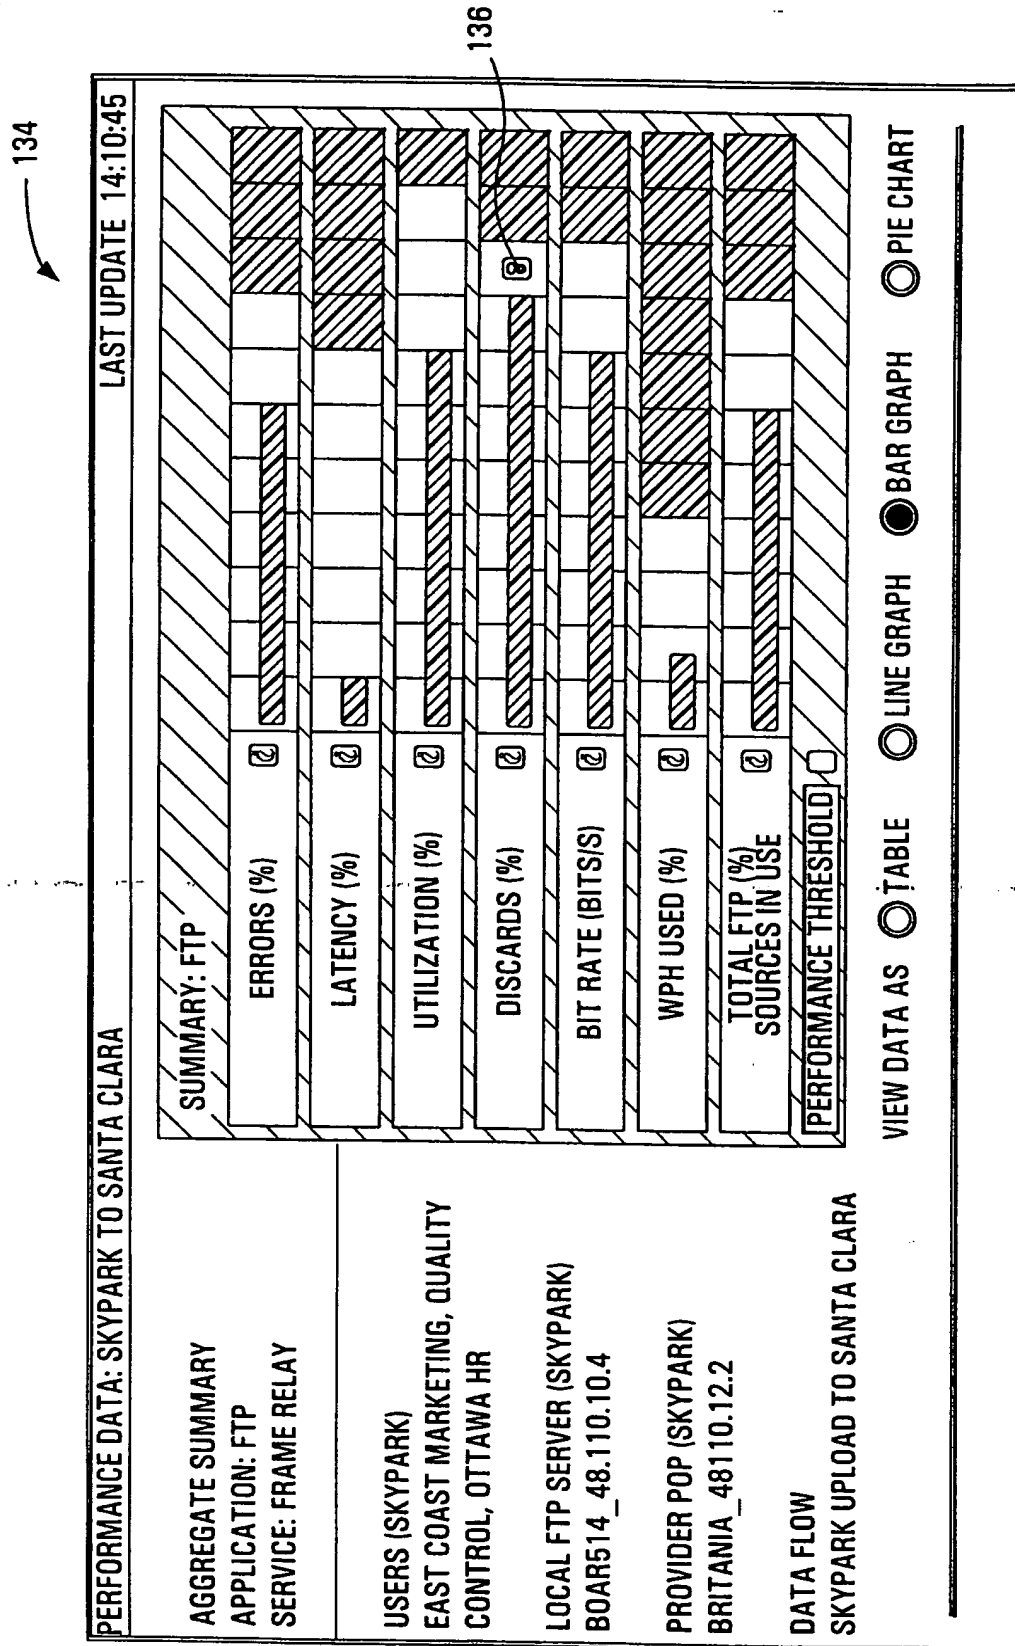 134
PERFORMANCE DATA: SKYPARK TO SANTA CLARA
LAST UPDATE 14:10:45
AGGREGATE SUMMARY
APPLICATION: FTP
SERVICE: FRAME RELAY
USERS (SKYPARK)
EAST COAST MARKETING, QUALITY
CONTROL, OTTAWA HR
LOCAL FTP SERVER (SKYPARK)
BOAR514_48.110.10.4
PROVIDER POP (SKYPARK)
BRITANIA_48110.12.2
DATA FLOW
SKYPARK UPLOAD TO SANTA CLARA
SUMMARY: FTP
ERRORS (%)
LATENCY (%)
UTILIZATION (%)
DISCARDS (%)
136
BIT RATE (BITS/S)
WPH USED (%)
TOTAL FTP (%)
SOURCES IN USE
PERFORMANCE THRESHOLD
VIEW DATA AS
TABLE
LINE GRAPH
BAR GRAPH
PIE CHART